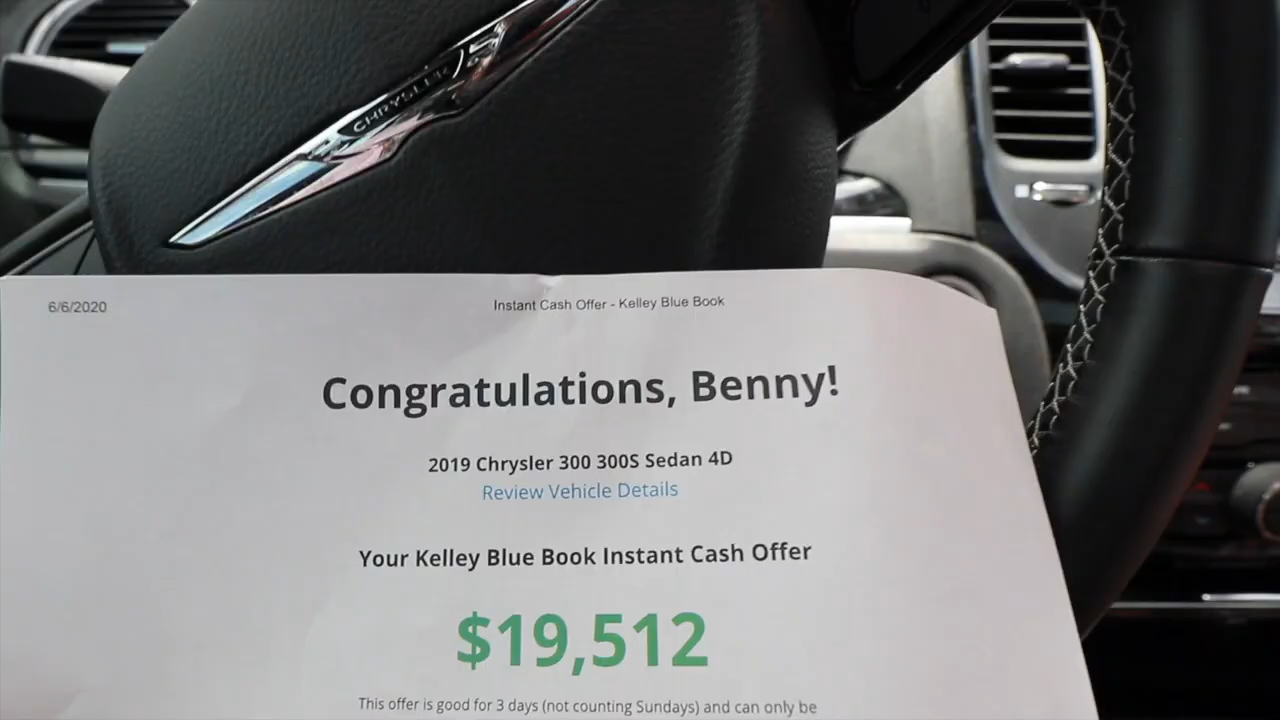 CHRYSLER
6/6/2020
Instant Cash Offer - Kelley Blue Book
Congratulations, Benny!
2019 Chrysler 300 300S Sedan 4D
Review Vehicle Details
Your Kelley Blue Book Instant Cash Offer
$19,512
This offer is good for 3 days (not counting Sundays) and can only be